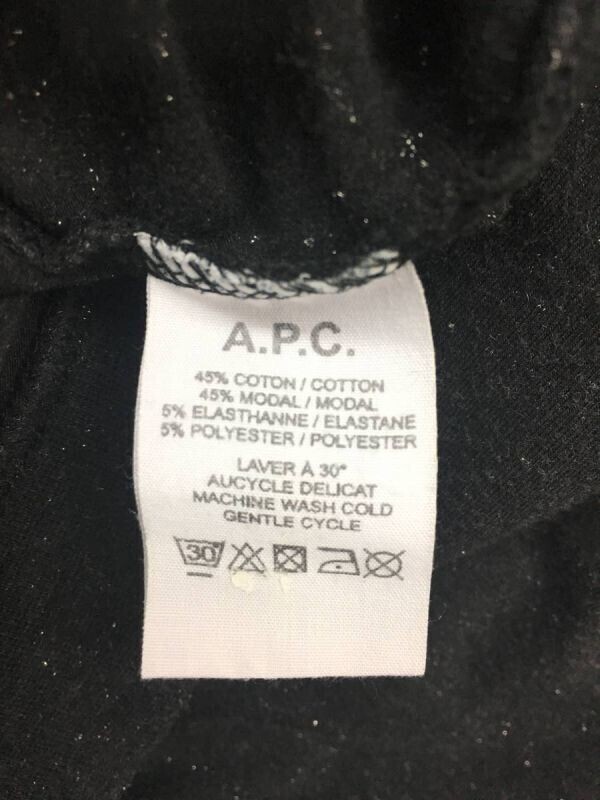 A.P.C.
45% COTON / COTTON
45% MODAL / MODAL
5% ELASTHANNE / ELASTANE
5% POLYESTER / POLYESTER
LAVER À 30°
AUCYCLE DELICAT
MACHINE WASH COLD
GENTLE CYCLE
30°